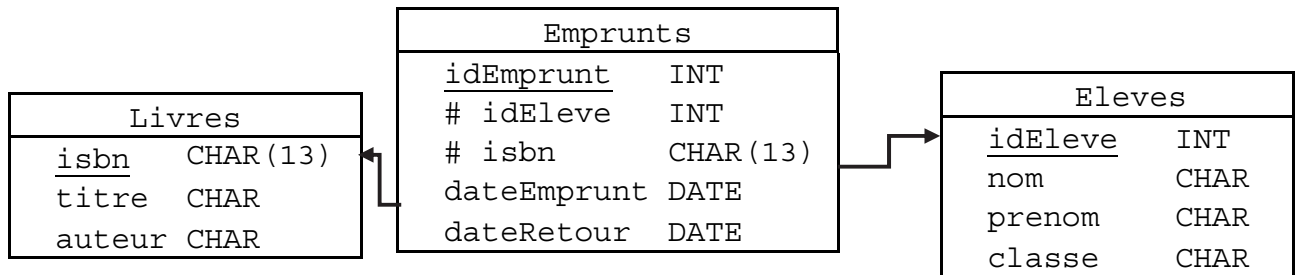 Livres
isbn CHAR(13)
titre CHAR
auteur CHAR
Emprunts
idEmprunt INT
# idEleve INT
# isbn CHAR(13)
dateEmprunt DATE
dateRetour DATE
Eleves
idEleve INT
nom CHAR
prenom CHAR
classe CHAR